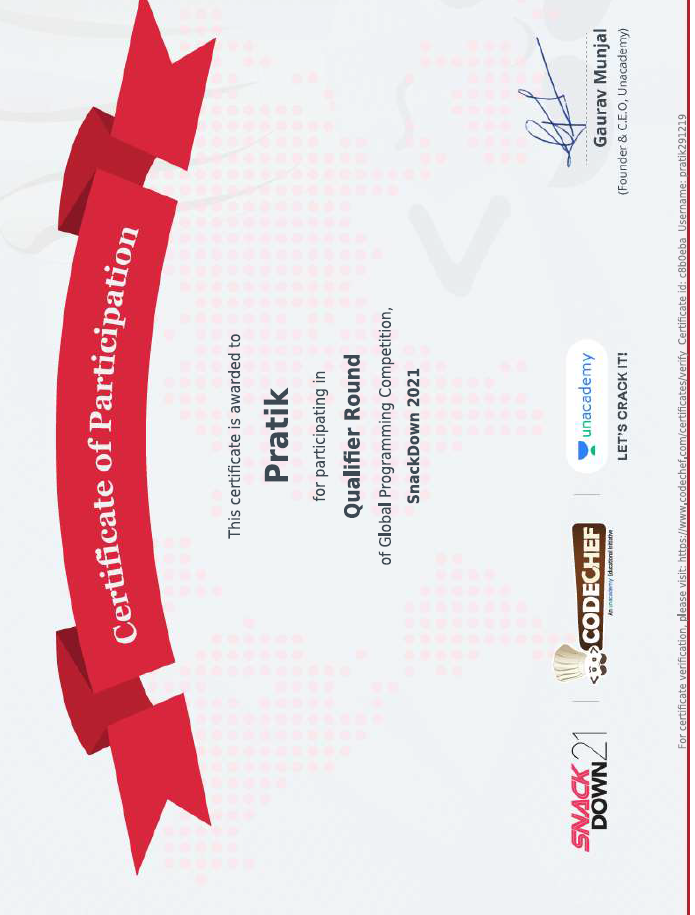 Certificate of Participation
This certificate is awarded to
Pratik
for participating in
Qualifier Round
of Global Programming Competition,
SnackDown 2021
SNACK
DOWN21
CODECHEF
An unacademy Educational Initiative
unacademy
LET'S CRACK IT!
Gaurav Munjal
(Founder & C.E.O, Unacademy)
For certificate verification, please visit: https://www.codechef.com/certificates/verify Certificate id: c8b0eba Username: pratik291219